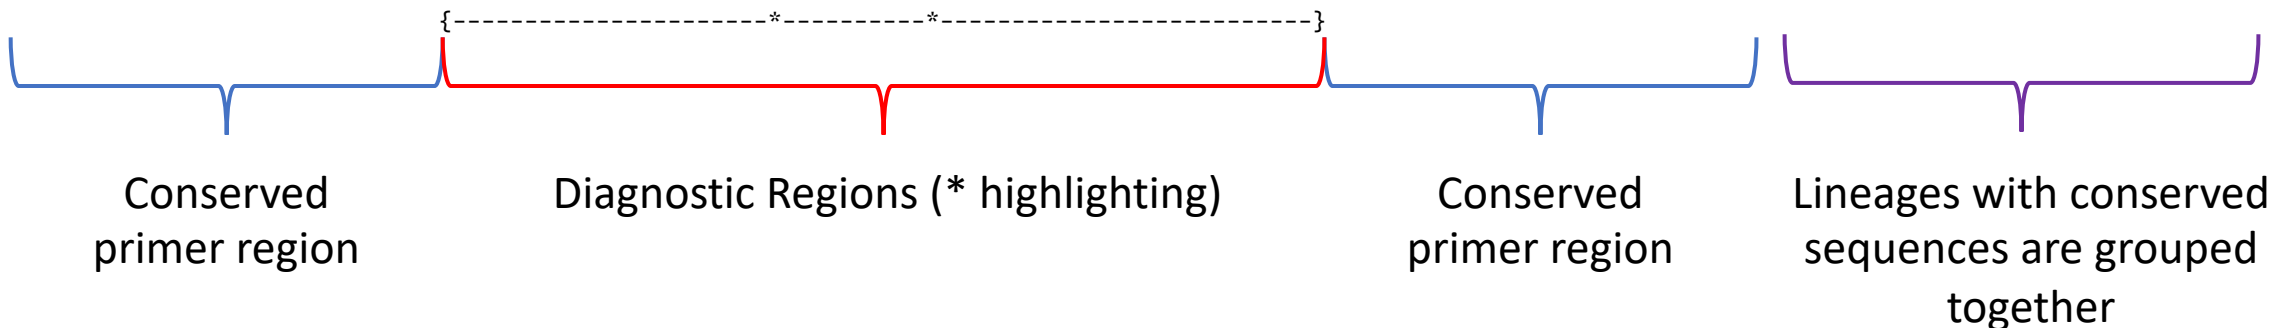 {----------------------*----------*--------------------------}
Conserved
primer region
Diagnostic Regions (* highlighting)
Conserved
primer region
Lineages with conserved
sequences are grouped
together